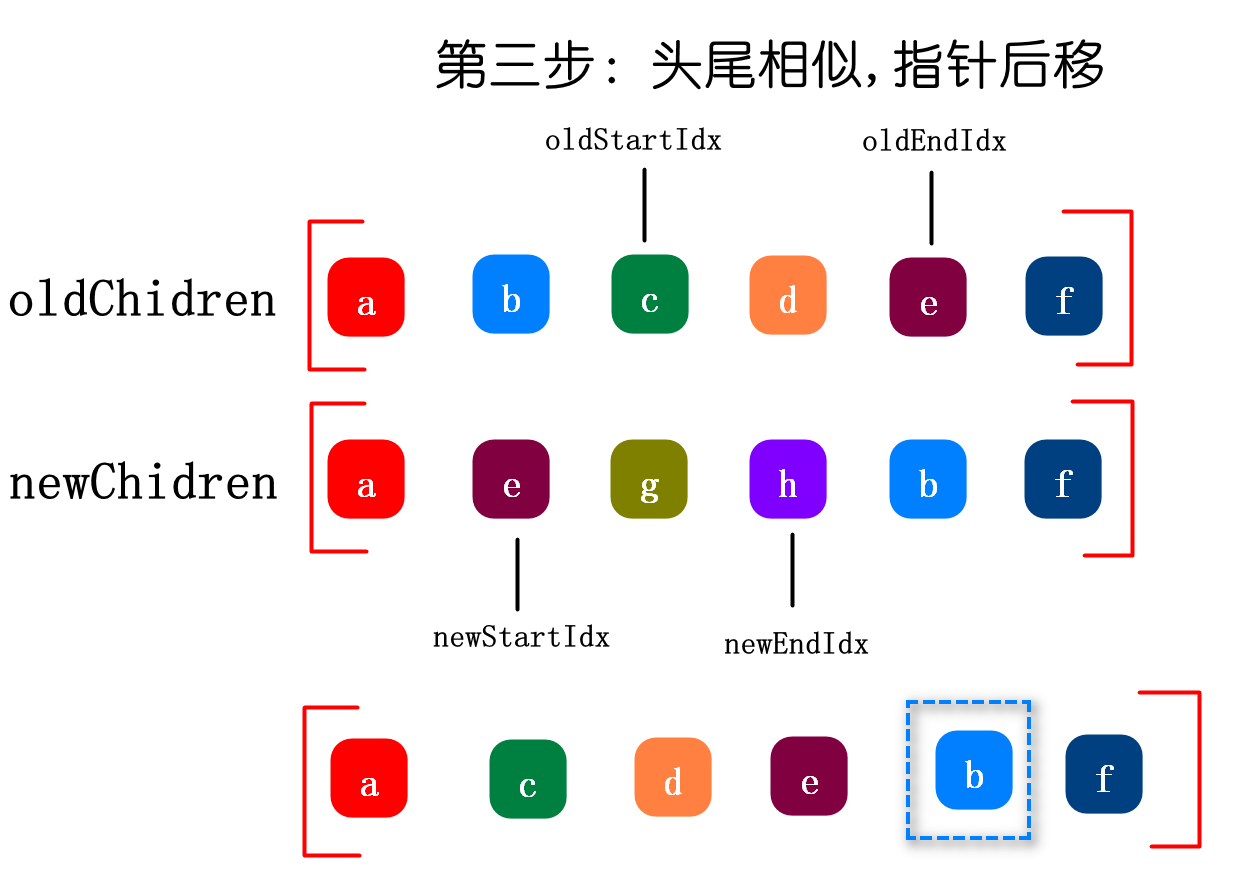 第三步: 头尾相似,指针后移
oldStartIdx oldEndIdx
oldChidren a b c d e f
newChidren a e g h b f
newStartIdx newEndIdx
a c d e b f